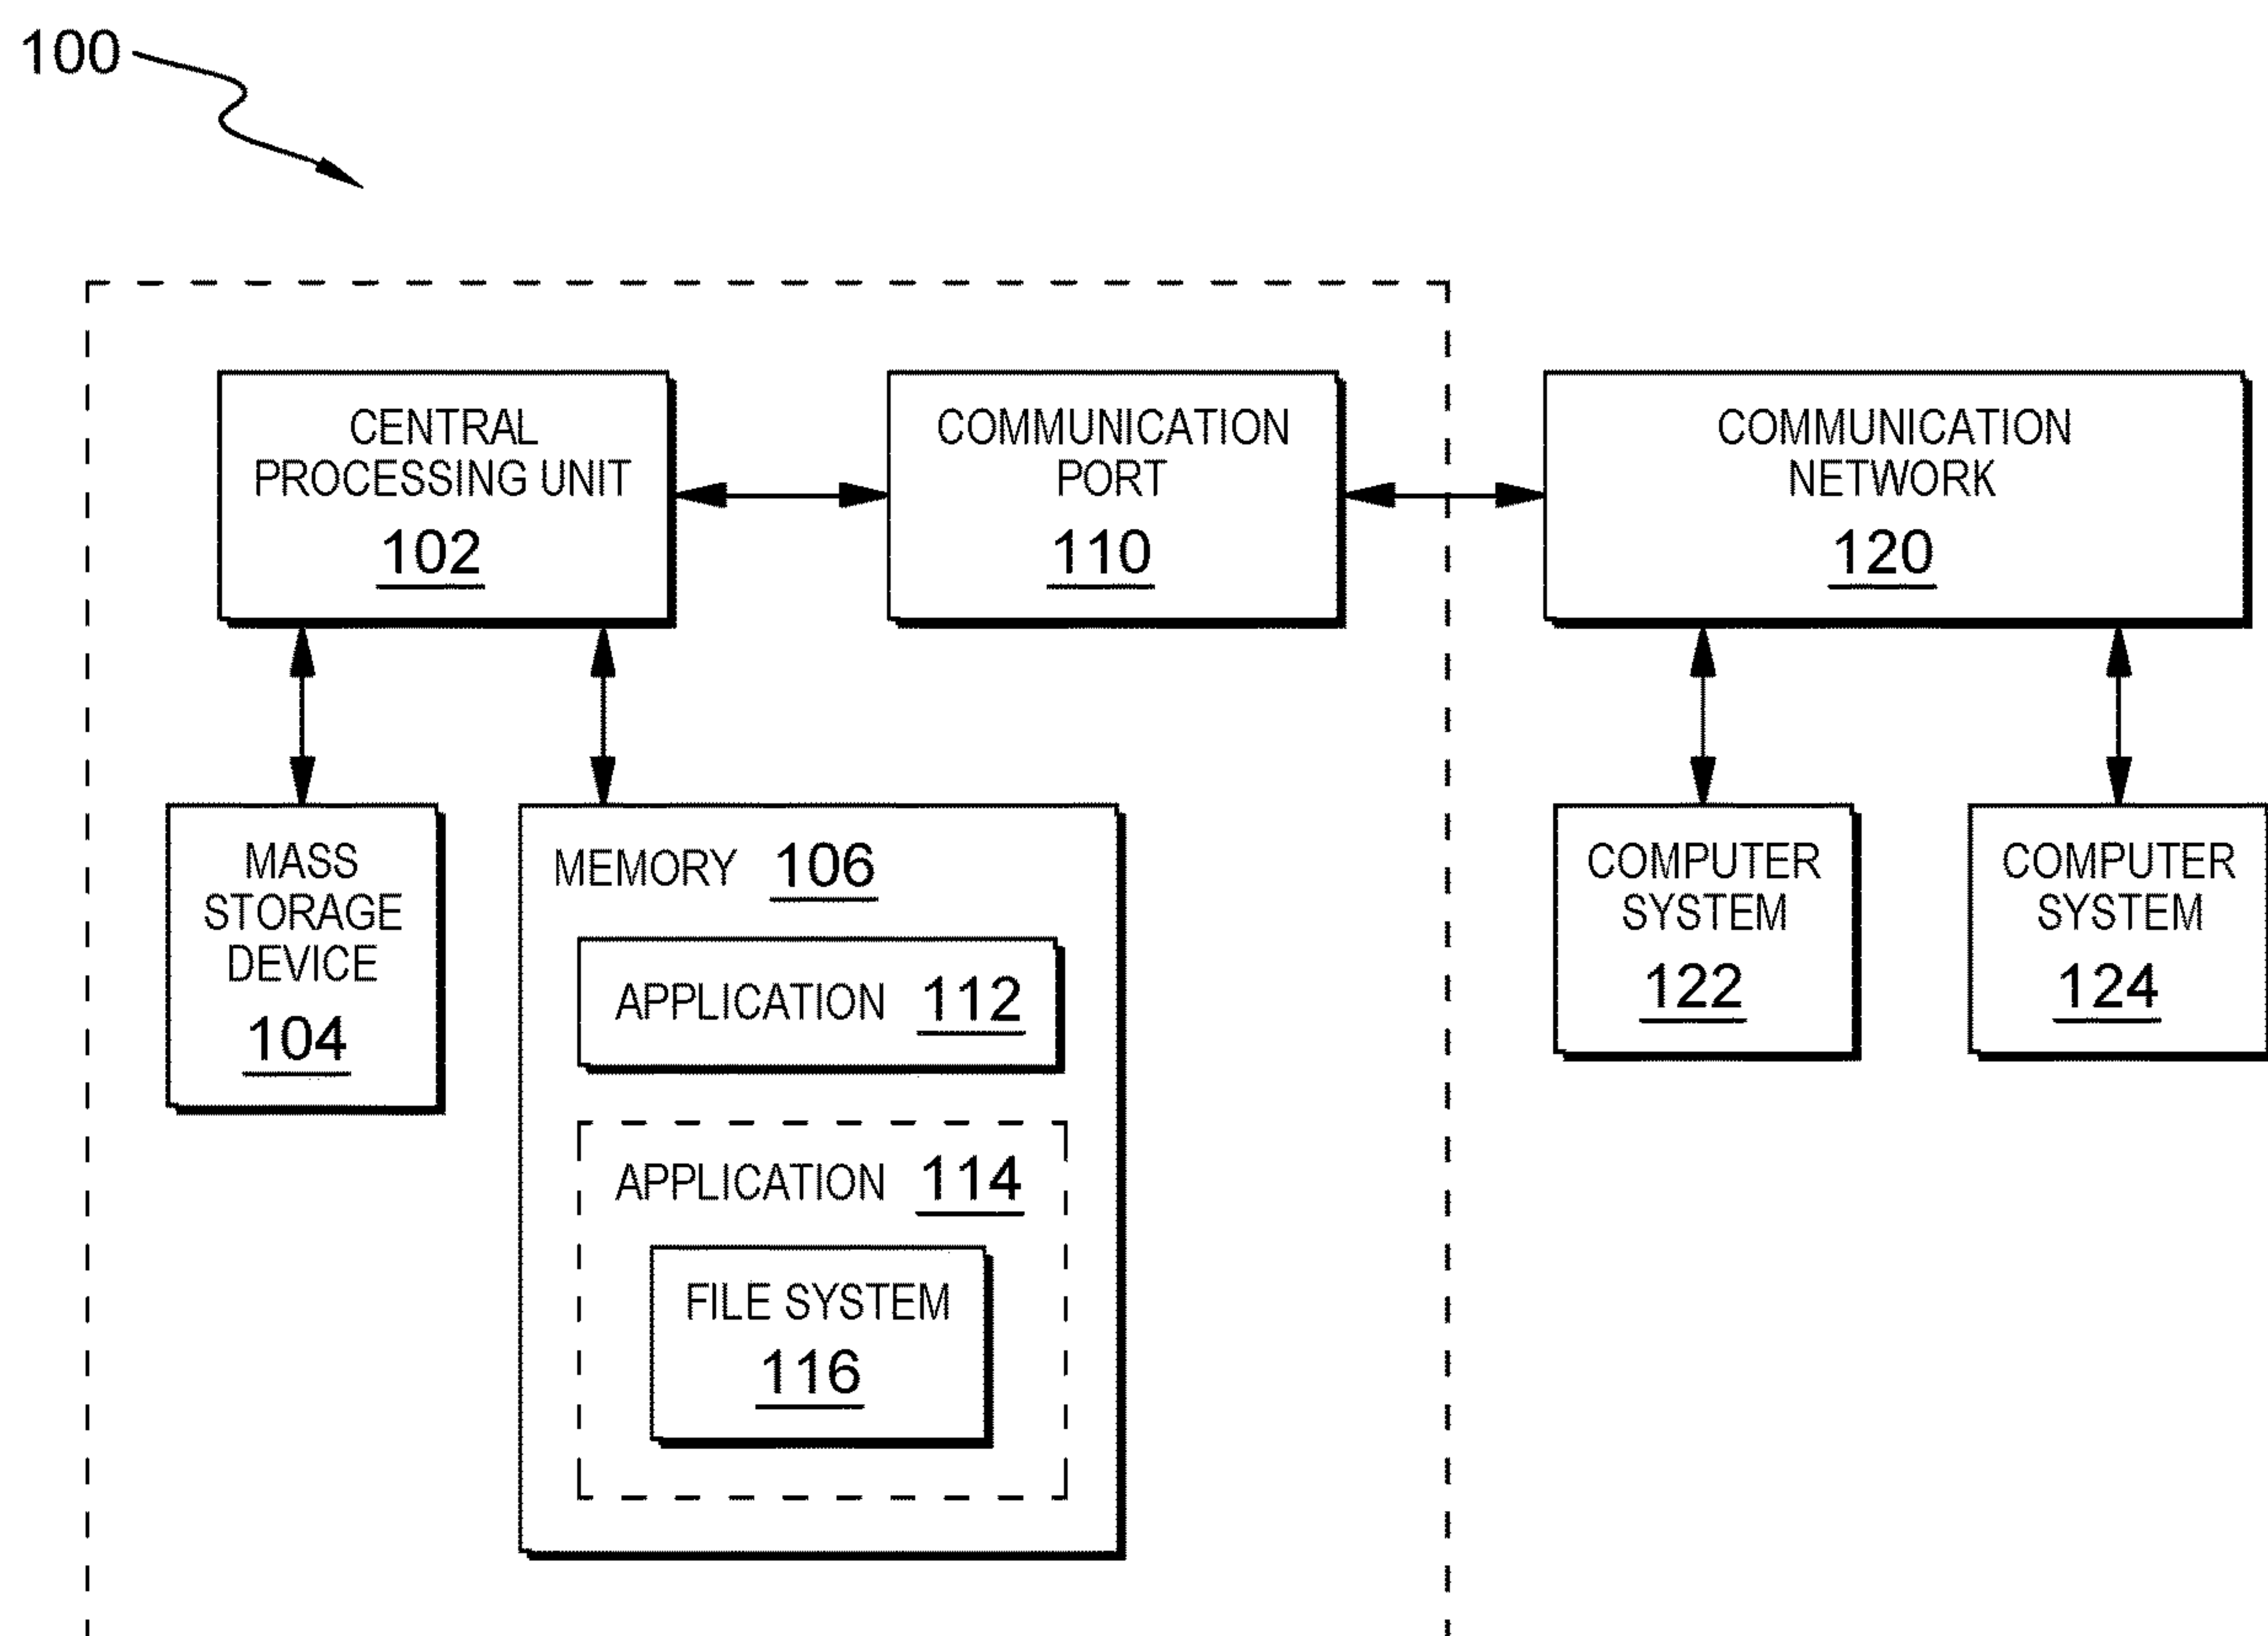 100
CENTRAL
PROCESSING UNIT
102
COMMUNICATION
PORT
110
COMMUNICATION
NETWORK
120
MASS
STORAGE
DEVICE
104
MEMORY 106
APPLICATION 112
APPLICATION 114
FILE SYSTEM
116
COMPUTER
SYSTEM
122
COMPUTER
SYSTEM
124